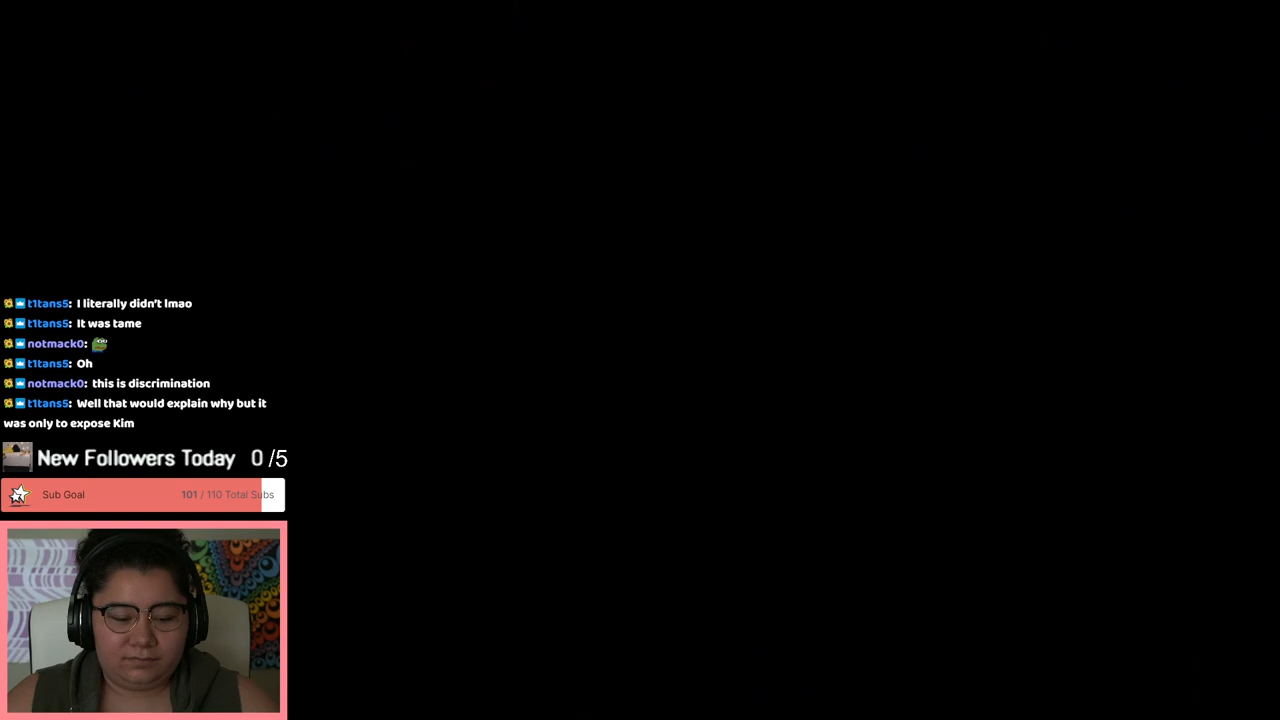 t1tans5: I literally didn't lmao
t1tans5: It was tame
notmack0:
t1tans5: Oh
notmack0: this is discrimination
t1tans5: Well that would explain why but it
was only to expose Kim
New Followers Today 0 /5
Sub Goal 101 / 110 Total Subs